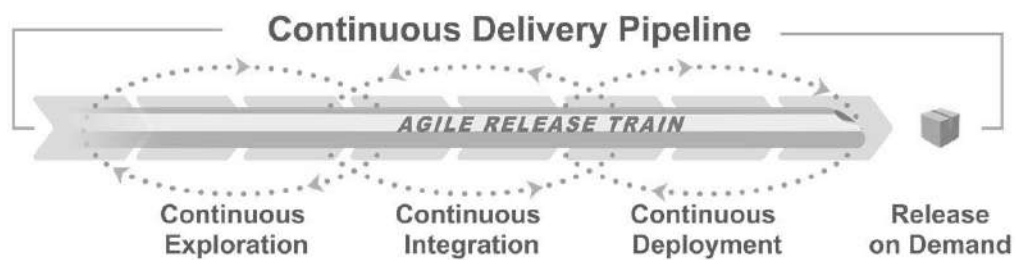 Continuous Delivery Pipeline
AGILE RELEASE TRAIN
Continuous
Exploration
Continuous
Integration
Continuous
Deployment
Release
on Demand